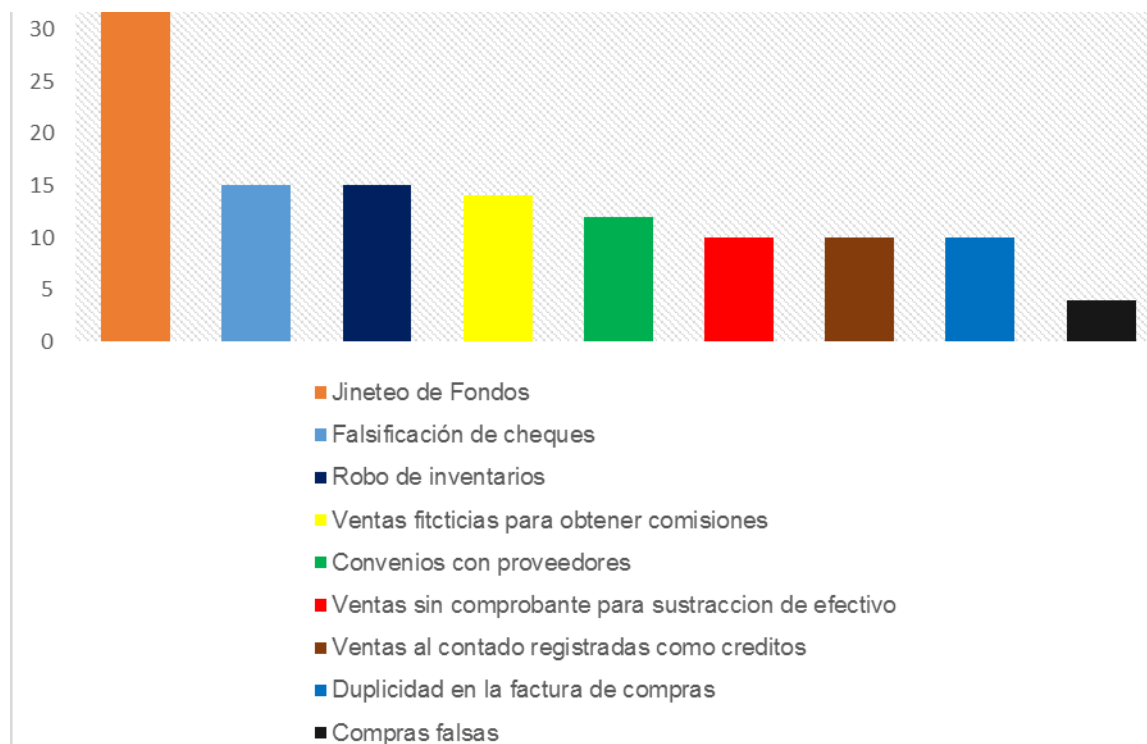 30
25
20
15
10
5
0
Jineteo de Fondos
Falsificación de cheques
Robo de inventarios
Ventas fitcticias para obtener comisiones
Convenios con proveedores
Ventas sin comprobante para sustraccion de efectivo
Ventas al contado registradas como creditos
Duplicidad en la factura de compras
Compras falsas